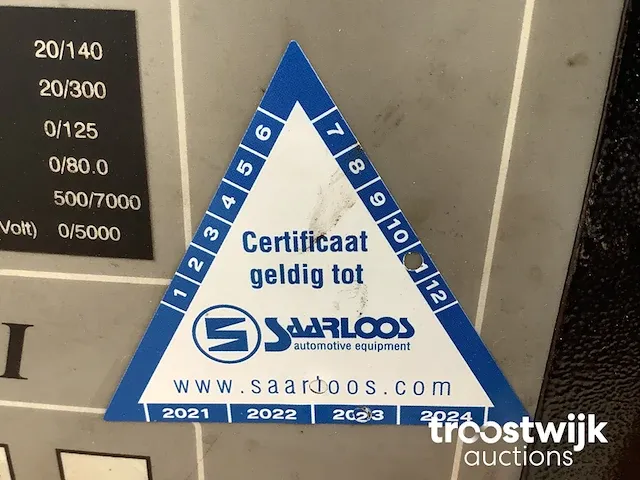 20/140
20/300
0/125
0/80.0
500/7000
Volt) 0/5000
1 2 3 4 5 6
7 8 9 10 11 12
Certificaat
geldig tot
SAARLOOS
automotive equipment
www.saarloos.com
2021 2022 2023 2024
I
troostwijk
auctions